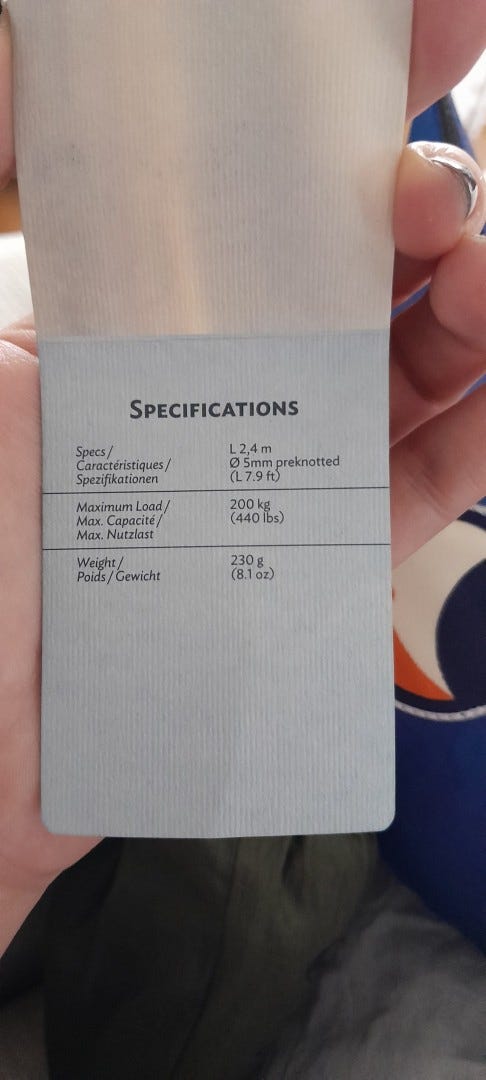 SPECIFICATIONS
Specs/
Caractéristiques/
Spezifikationen
L 2,4 m
Ø 5mm preknotted
(L 7.9 ft)
Maximum Load/
Max. Capacité/
Max. Nutzlast
200 kg
(440 lbs)
Weight/
Poids/Gewicht
230 g
(8.1 oz)